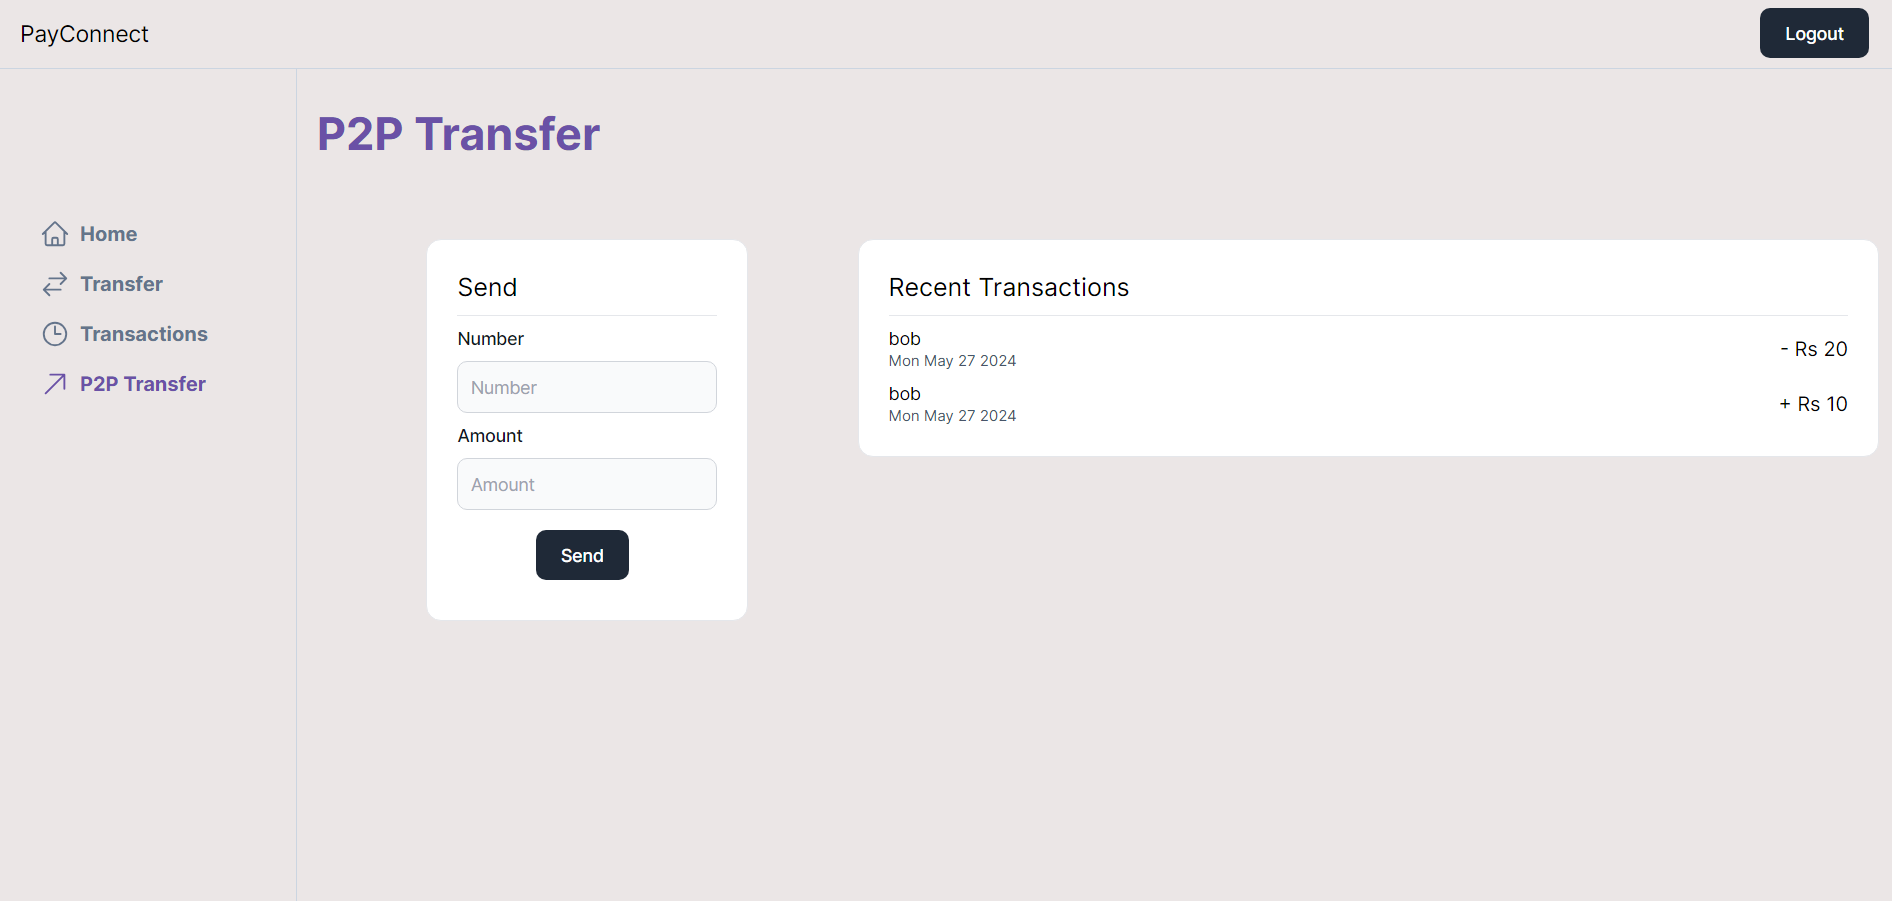 PayConnect
Logout
P2P Transfer
Home
Transfer
Transactions
P2P Transfer
Send
Number
Number
Amount
Amount
Send
Recent Transactions
bob
Mon May 27 2024
- Rs 20
bob
Mon May 27 2024
+ Rs 10